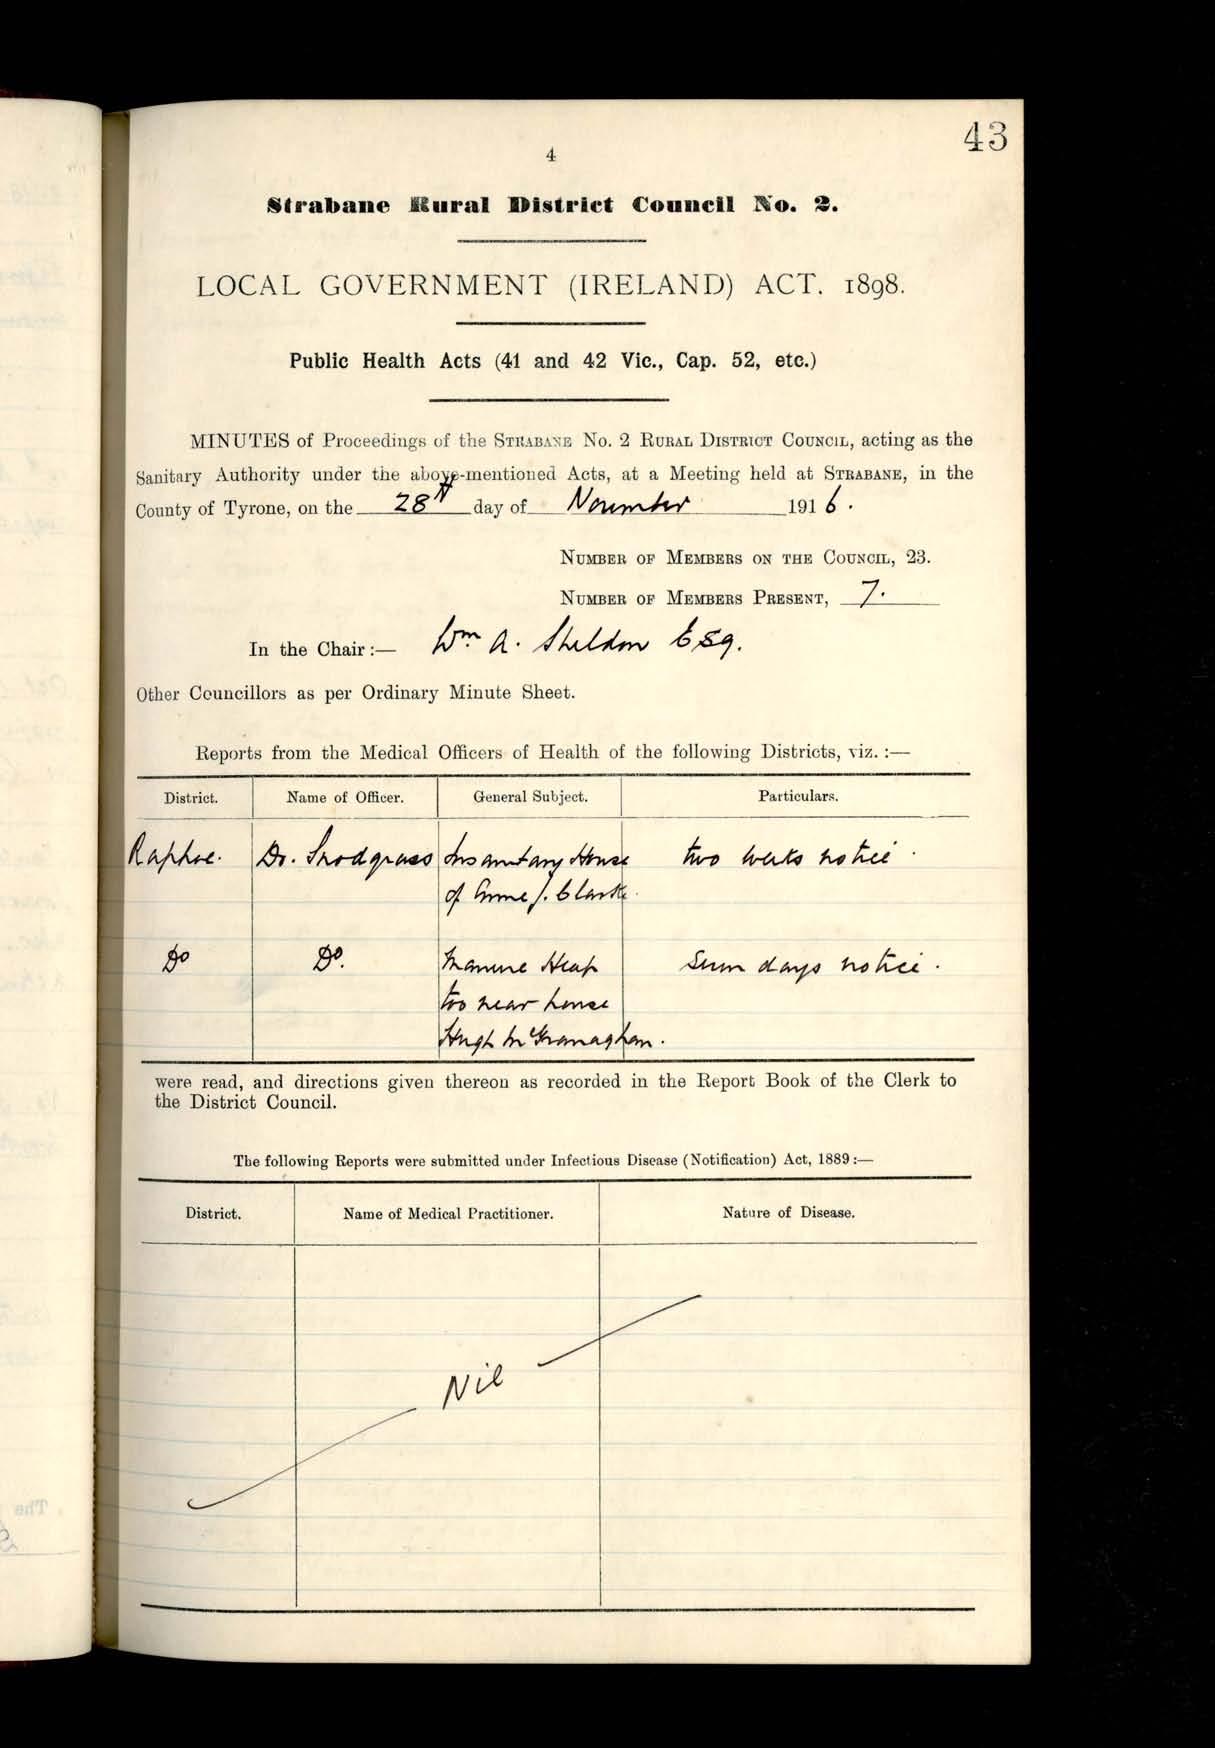 43
4
Strabane Rural District Council No. 2.
LOCAL GOVERNMENT (IRELAND) ACT. 1898.
Public Health Acts (41 and 42 Vic., Cap. 52, etc.)
MINUTES of Proceedings of the STRABANE No. 2 RURAL DISTRICT COUNCIL, acting as the
Sanitary Authority under the above-mentioned Acts, at a Meeting held at STRABANE, in the
County of Tyrone, on the 28th day of November 1916.
NUMBER OF MEMBERS ON THE COUNCIL, 23.
NUMBER OF MEMBERS PRESENT, 7.
In the Chair:— Wm. A. Sheldon Esq.
Other Councillors as per Ordinary Minute Sheet.
Reports from the Medical Officers of Health of the following Districts, viz.:—
District. Name of Officer. General Subject. Particulars.
Raphoe. Dr. Snodgrass Insanitary House two weeks notice.
of Anne J. Clarke.
Do Do. Manure Heap Seven days notice.
too near house
Hugh McGranaghan.
were read, and directions given thereon as recorded in the Report Book of the Clerk to
the District Council.
The following Reports were submitted under Infectious Disease (Notification) Act, 1889:—
District. Name of Medical Practitioner. Nature of Disease.
Nil